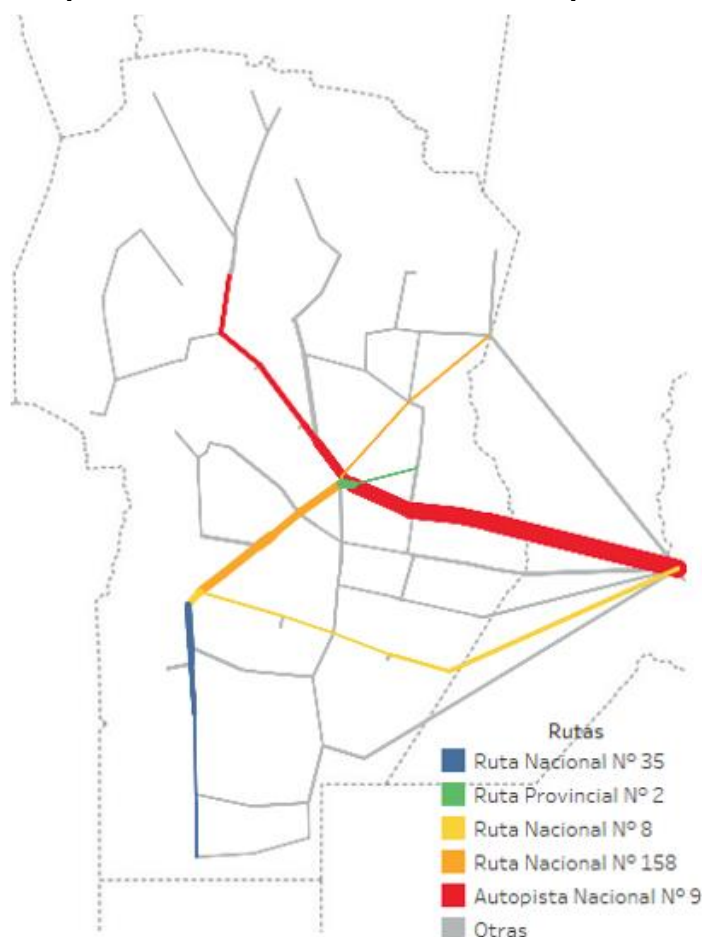 Rutas
Ruta Nacional Nº 35
Ruta Provincial Nº 2
Ruta Nacional Nº 8
Ruta Nacional Nº 158
Autopista Nacional Nº 9
Otras